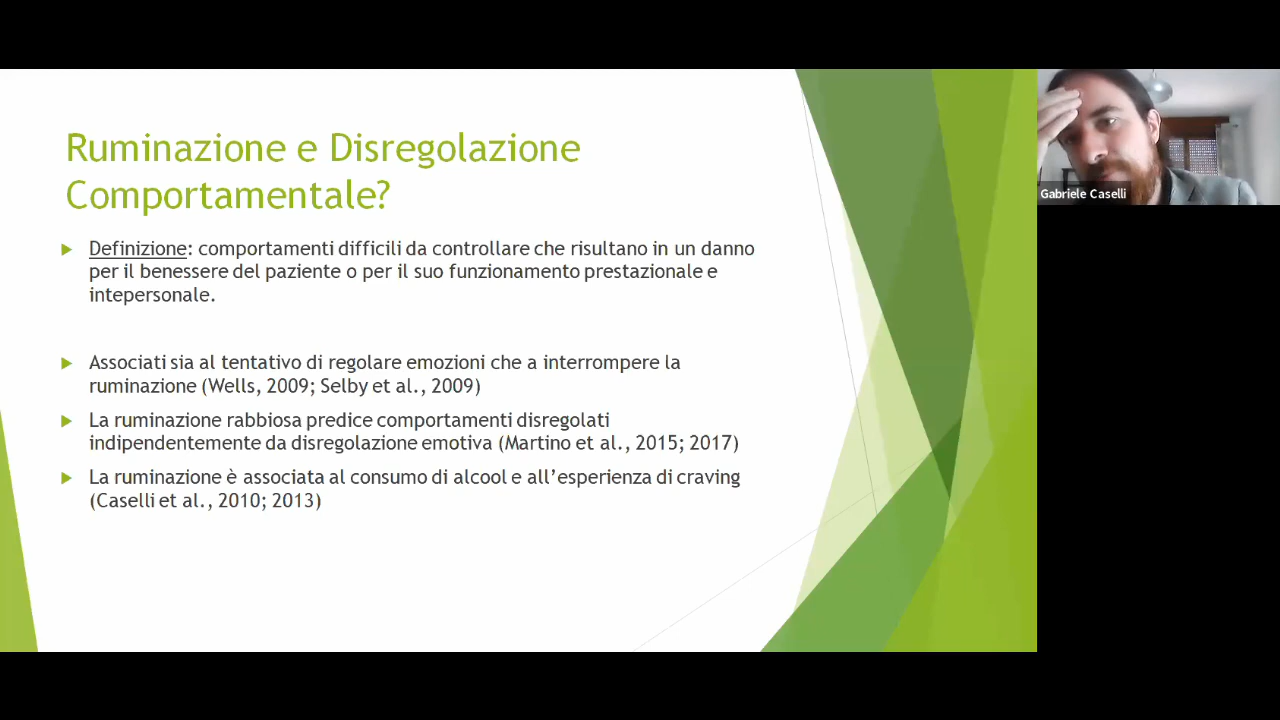 Ruminazione e Disregolazione
Comportamentale?
Definizione: comportamenti difficili da controllare che risultano in un danno
per il benessere del paziente o per il suo funzionamento prestazionale e
intepersonale.
Associati sia al tentativo di regolare emozioni che a interrompere la
ruminazione (Wells, 2009; Selby et al., 2009)
La ruminazione rabbiosa predice comportamenti disregolati
indipendentemente da disregolazione emotiva (Martino et al., 2015; 2017)
La ruminazione è associata al consumo di alcool e all’esperienza di craving
(Caselli et al., 2010; 2013)
Gabriele Caselli